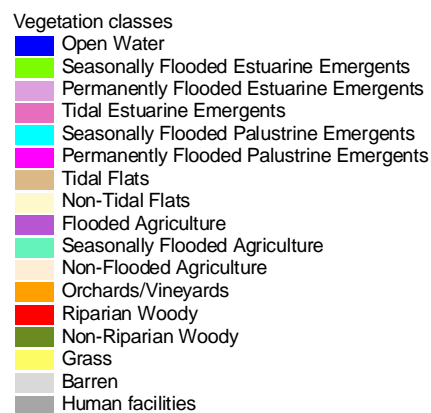 Vegetation classes
Open Water
Seasonally Flooded Estuarine Emergents
Permanently Flooded Estuarine Emergents
Tidal Estuarine Emergents
Seasonally Flooded Palustrine Emergents
Permanently Flooded Palustrine Emergents
Tidal Flats
Non-Tidal Flats
Flooded Agriculture
Seasonally Flooded Agriculture
Non-Flooded Agriculture
Orchards/Vineyards
Riparian Woody
Non-Riparian Woody
Grass
Barren
Human facilities